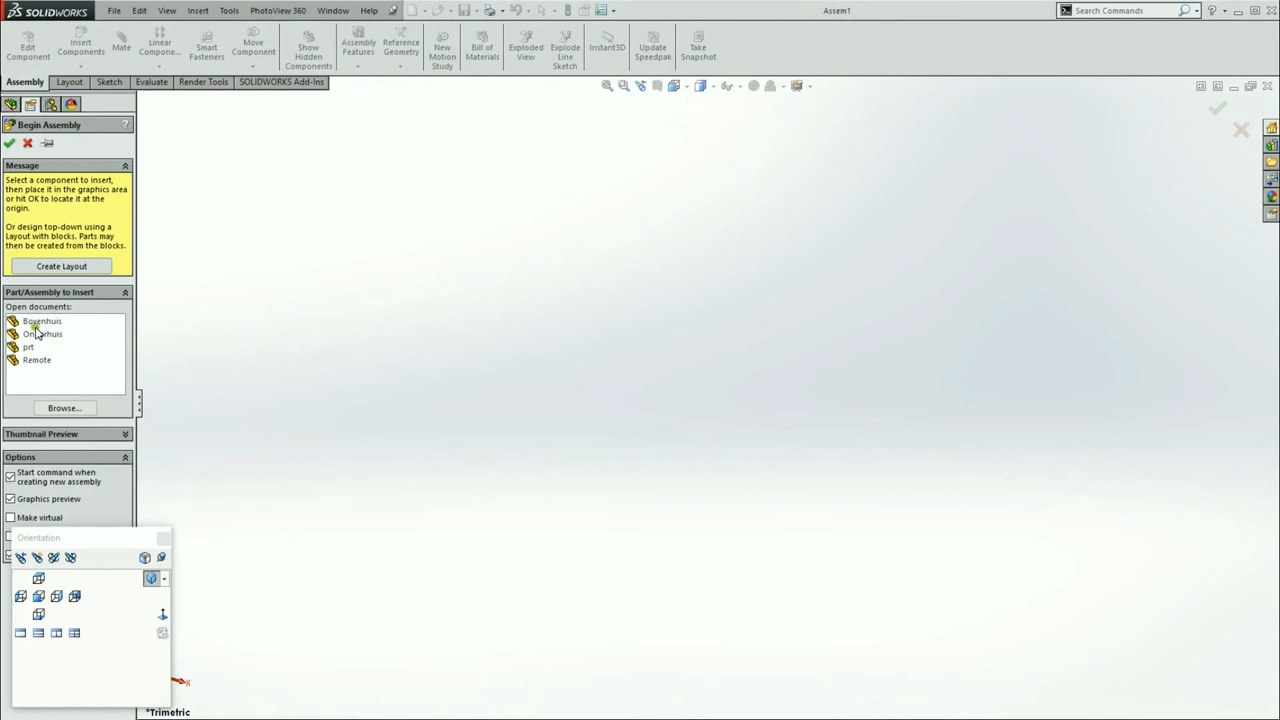 SOLIDWORKS File Edit View Insert Tools PhotoView 360 Window Help Assem1 Search Commands
Edit Component
Insert Components
Mate
Linear Compone...
Smart Fasteners
Move Component
Show Hidden Components
Assembly Features
Reference Geometry
New Motion Study
Bill of Materials
Exploded View
Explode Line Sketch
Instant3D
Update Speedpak
Take Snapshot
Assembly Layout Sketch Evaluate Render Tools SOLIDWORKS Add-Ins
Begin Assembly ?
Message
Select a component to insert,
then place it in the graphics area
or hit OK to locate it at the
origin.
Or design top-down using a
Layout with blocks. Parts may
then be created from the blocks.
Create Layout
Part/Assembly to Insert
Open documents:
Bovenhuis
prt
Remote
Browse...
Thumbnail Preview
Options
Start command when
creating new assembly
Graphics preview
Make virtual
Orientation
X
*Trimetric